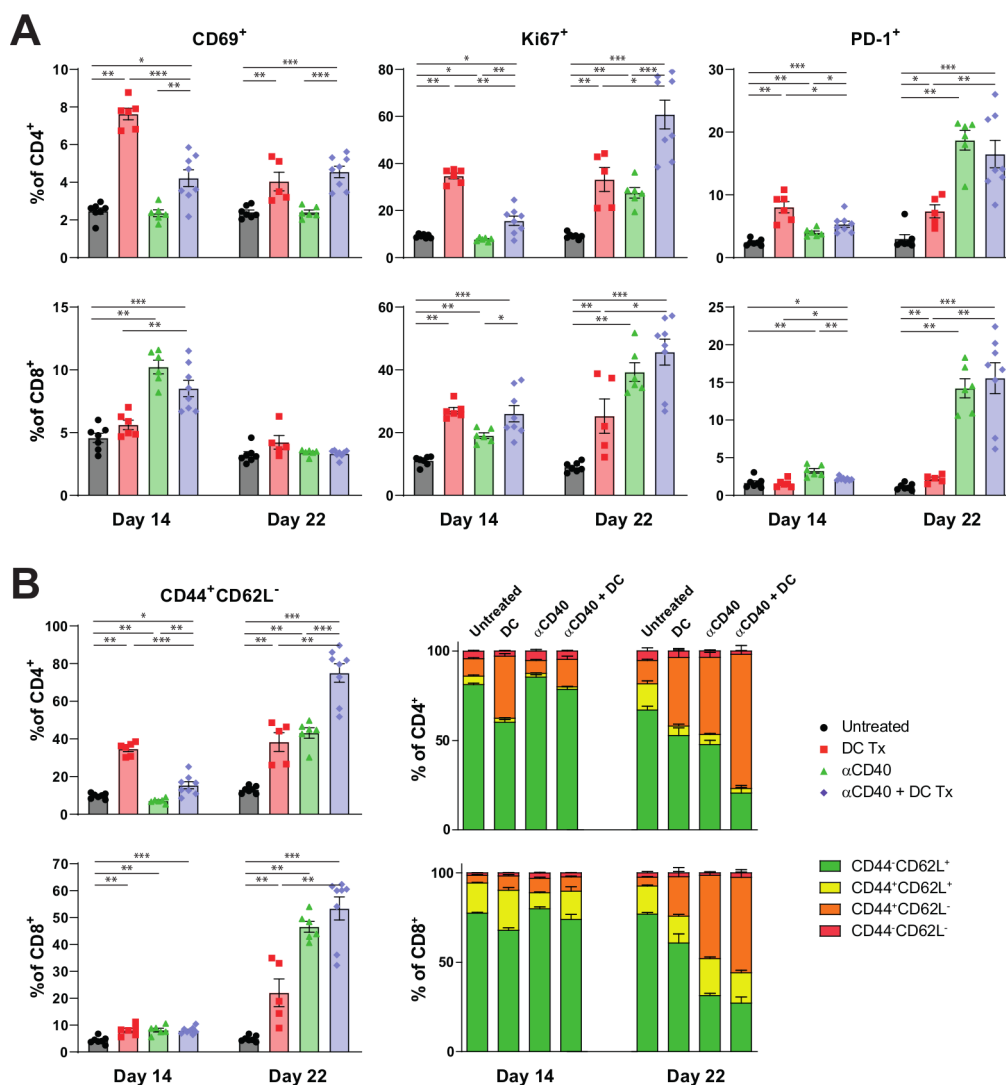 A
CD69+
Ki67+
PD-1+
%of CD4+
10
8
6
4
2
0
* ** *** ** *** ** ***
80
60
40
20
0
* * ** ** ** *** ** *** ** *
30
20
10
0
*** ** * ** * *** * ** **
%of CD8+
15
10
5
0
*** ** **
60
40
20
0
*** ** ** * *** ** * **
25
20
15
10
5
0
* * ** ** *** ** ** **
Day 14 Day 22
Day 14 Day 22
Day 14 Day 22
B
CD44+CD62L-
%of CD4+
100
80
60
40
20
0
* ** ** ** *** *** ** *** ** **
%of CD8+
70
60
50
40
30
20
10
0
*** ** ** *** ** ** **
Day 14 Day 22
Untreated
DC
αCD40
αCD40 + DC
Untreated
DC
αCD40
αCD40 + DC
% of CD4+
100
50
0
% of CD8+
100
50
0
Day 14 Day 22
Untreated
DC Tx
αCD40
αCD40 + DC Tx
CD44-CD62L+
CD44+CD62L+
CD44+CD62L-
CD44-CD62L-